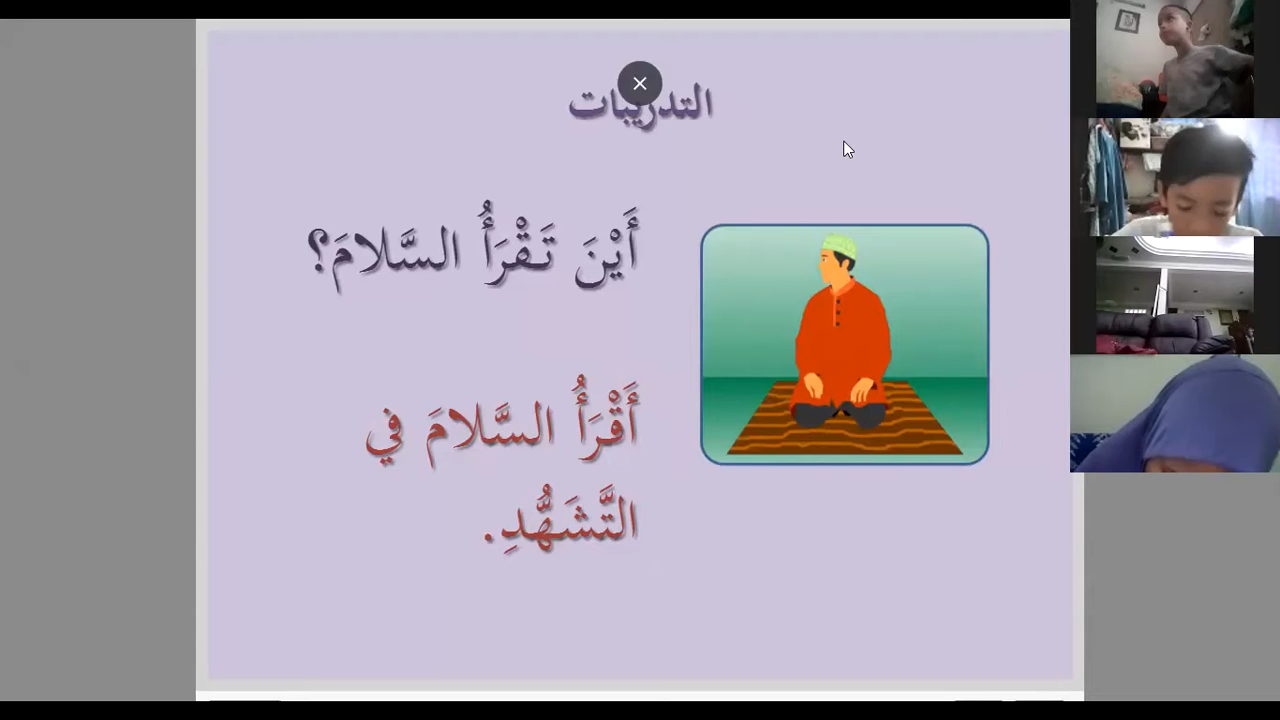 التدريبات
أَيْنَ تَقْرَأُ السَّلامَ؟
أَقْرَأُ السَّلامَ في
التَّشَهُّدِ.